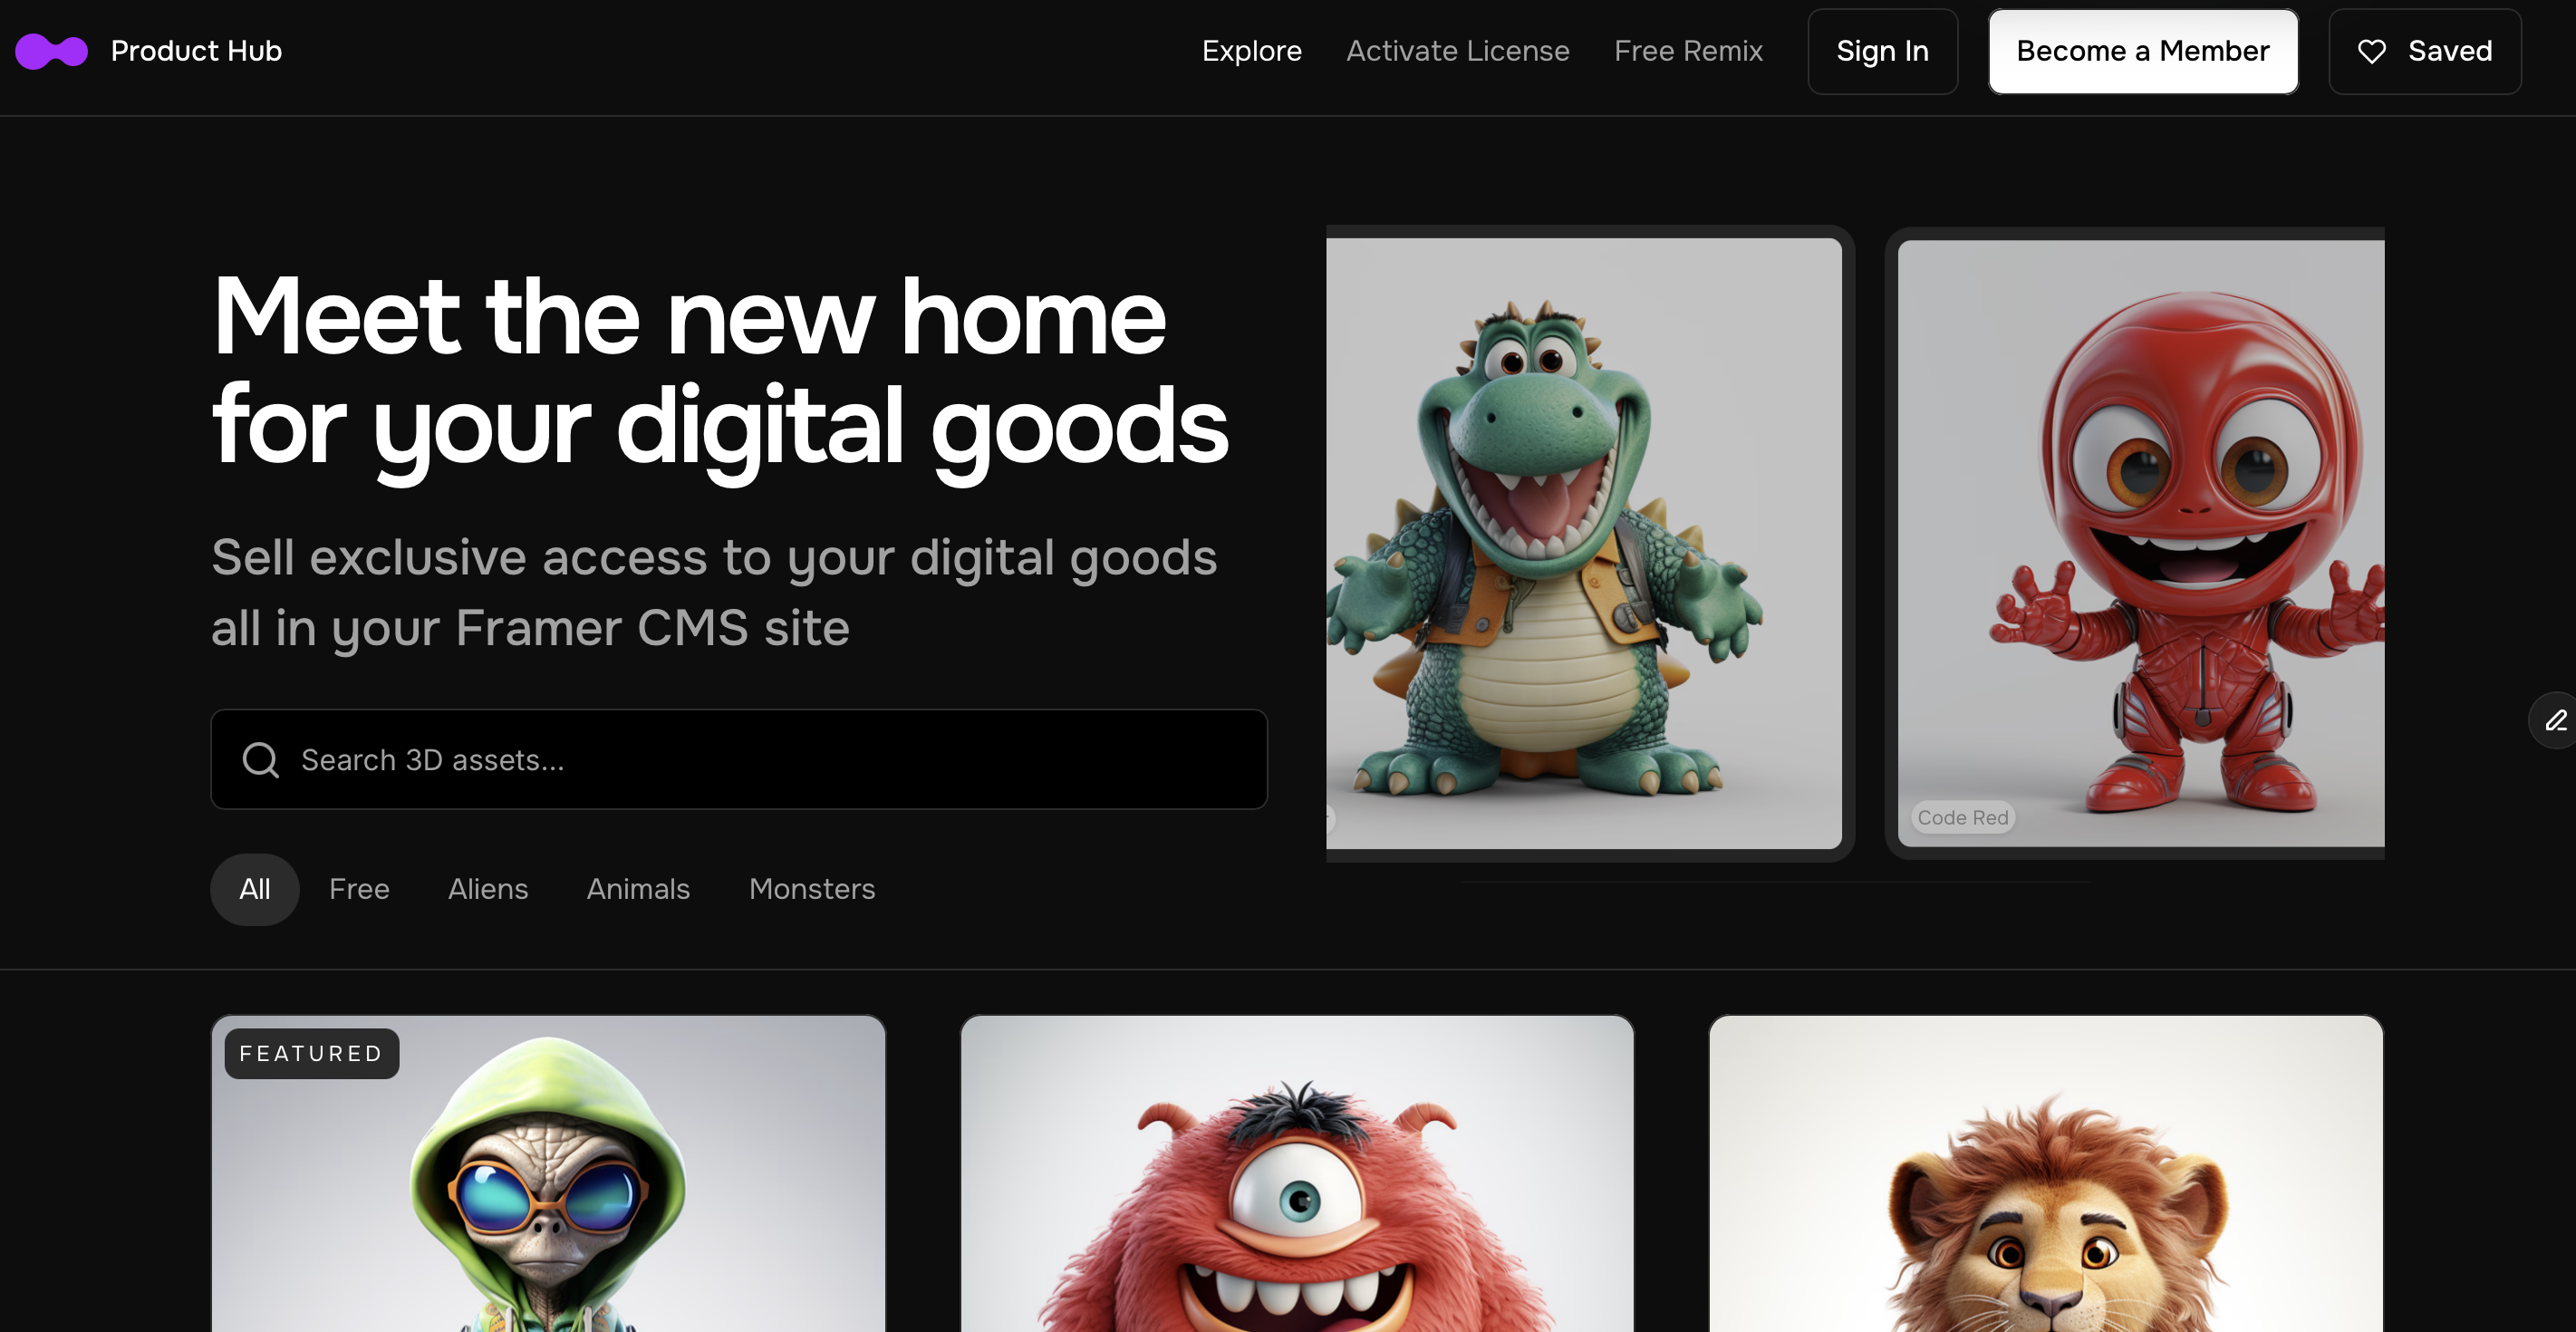 Product Hub
Explore
Activate License
Free Remix
Sign In
Become a Member
Saved
Meet the new home
for your digital goods
Sell exclusive access to your digital goods
all in your Framer CMS site
Search 3D assets...
All
Free
Aliens
Animals
Monsters
Code Red
FEATURED